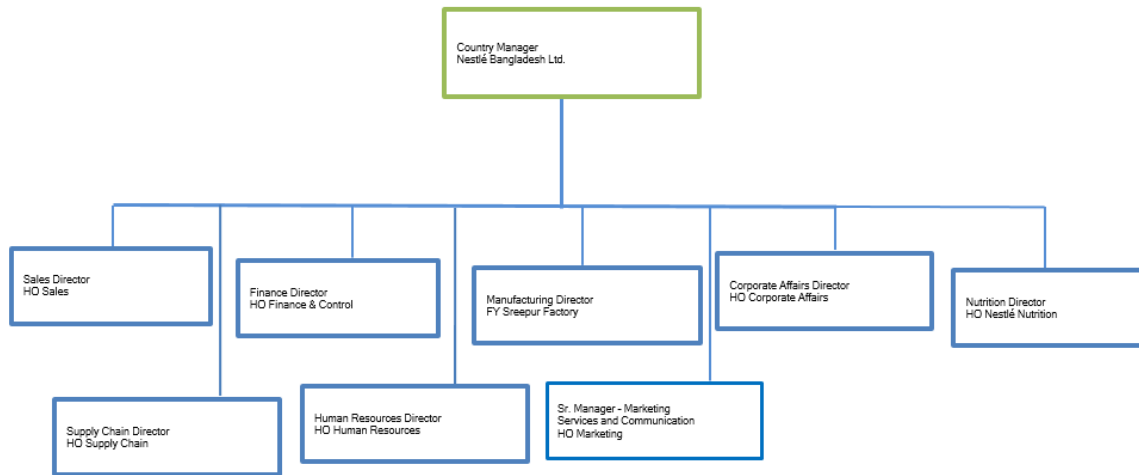 Country Manager
Nestlé Bangladesh Ltd.
Sales Director
HO Sales
Finance Director
HO Finance & Control
Manufacturing Director
FY Sreepur Factory
Corporate Affairs Director
HO Corporate Affairs
Nutrition Director
HO Nestlé Nutrition
Supply Chain Director
HO Supply Chain
Human Resources Director
HO Human Resources
Sr. Manager - Marketing
Services and Communication
HO Marketing